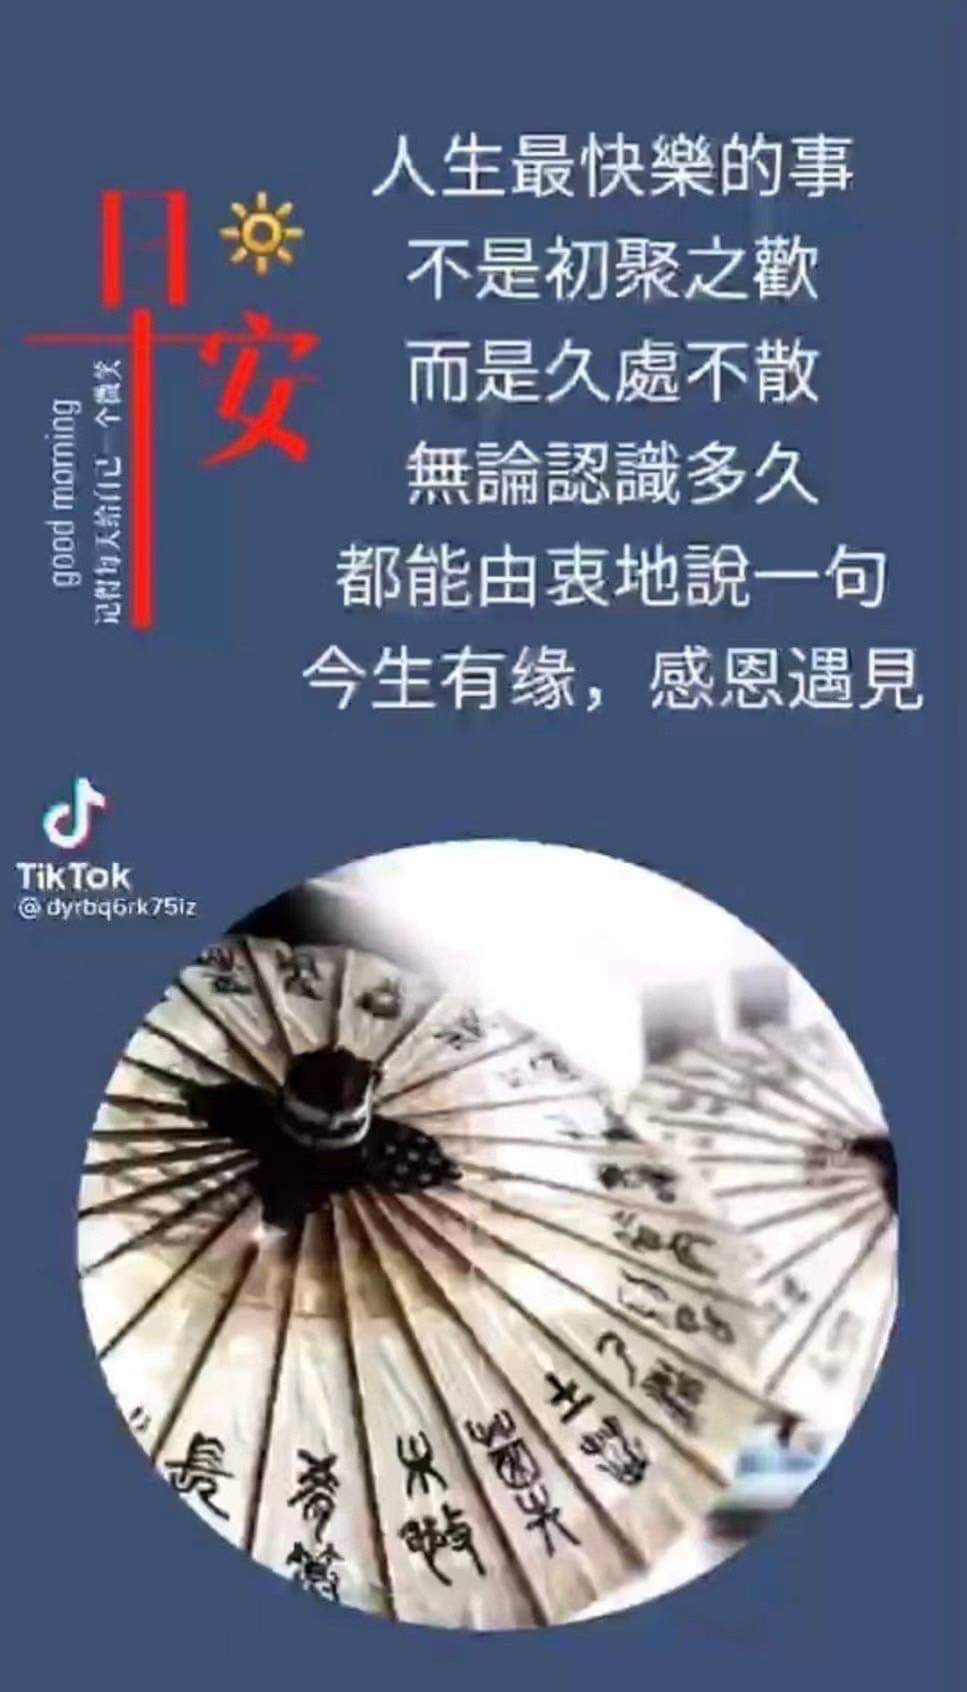 人生最快樂的事
不是初聚之歡
而是久處不散
無論認識多久
都能由衷地說一句
今生有缘，感恩遇見
早安
good morning
记得每天给自己一个微笑
TikTok
@dyrbq6rk75iz